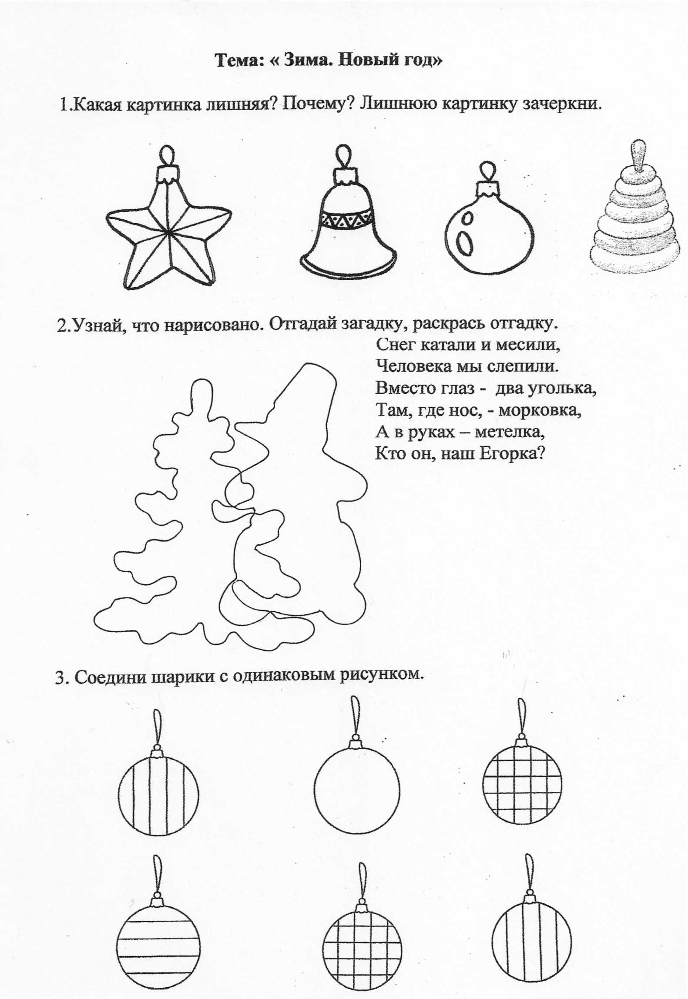 Тема: « Зима. Новый год»
1.Какая картинка лишняя? Почему? Лишнюю картинку зачеркни.
2.Узнай, что нарисовано. Отгадай загадку, раскрась отгадку.
Снег катали и месили,
Человека мы слепили.
Вместо глаз - два уголька,
Там, где нос, - морковка,
А в руках – метелка,
Кто он, наш Егорка?
3. Соедини шарики с одинаковым рисунком.